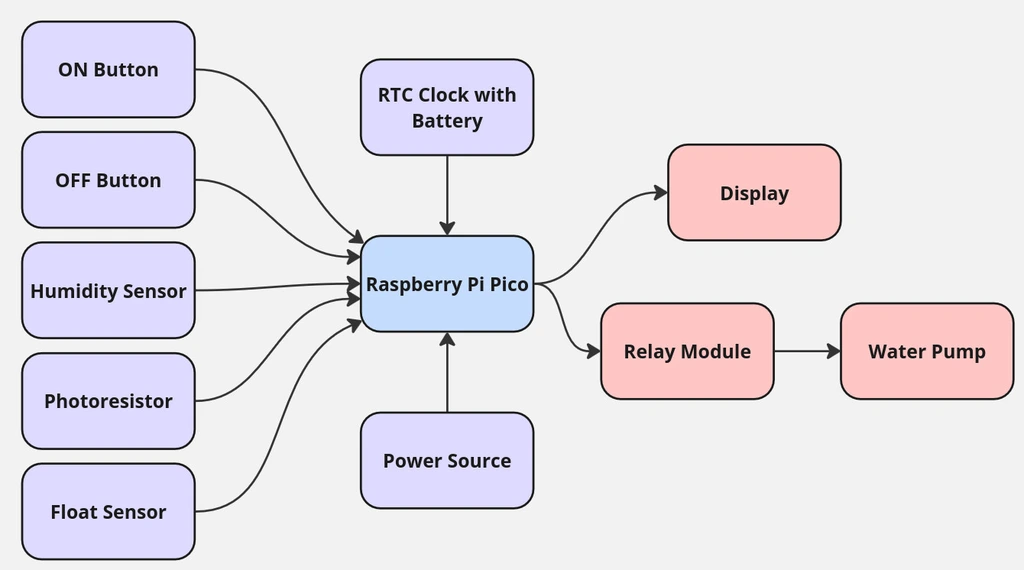 ON Button
OFF Button
Humidity Sensor
Photoresistor
Float Sensor
RTC Clock with
Battery
Raspberry Pi Pico
Power Source
Display
Relay Module
Water Pump